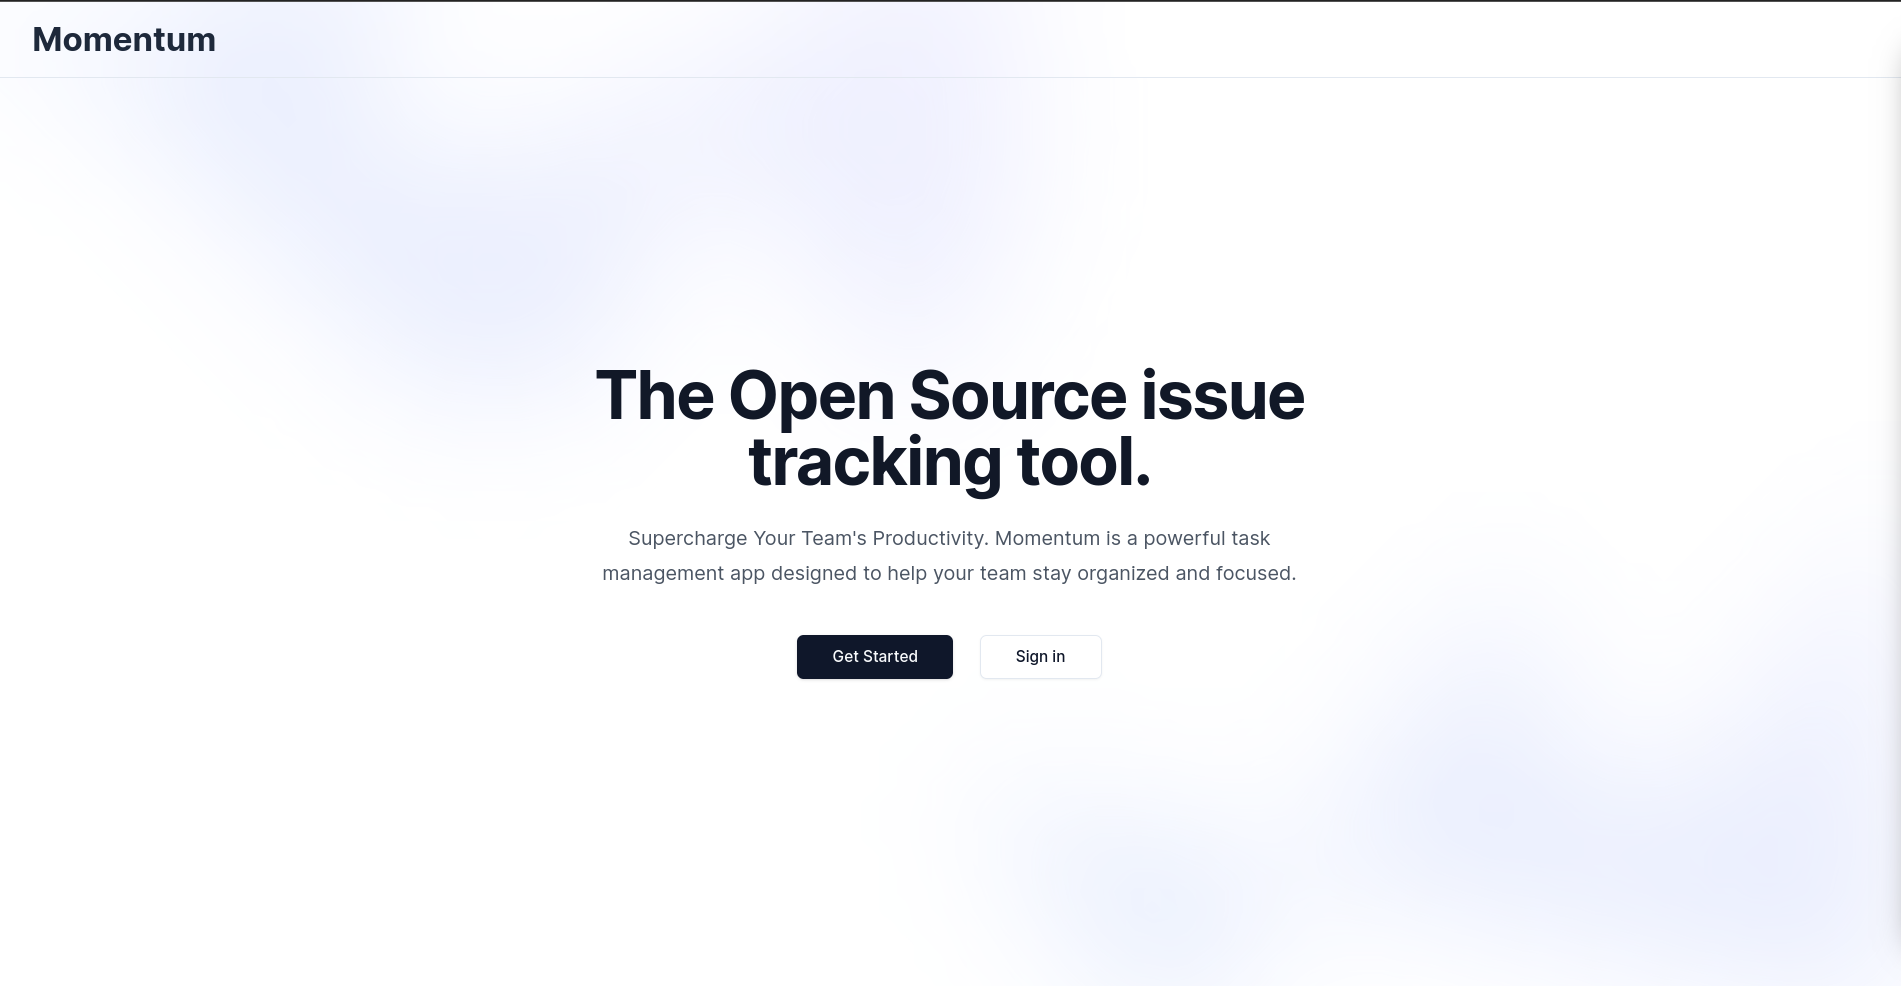 Momentum
The Open Source issue
tracking tool.
Supercharge Your Team's Productivity. Momentum is a powerful task
management app designed to help your team stay organized and focused.
Get Started
Sign in